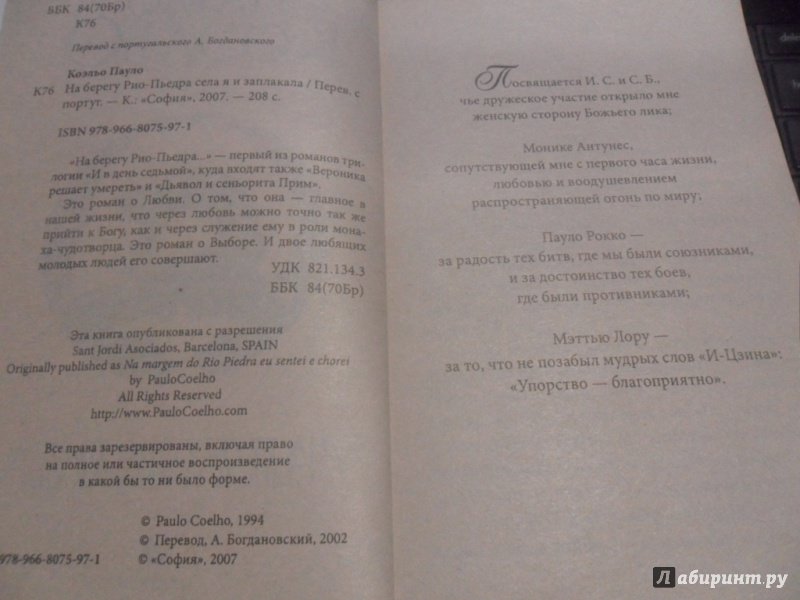 ББК 84(70Бр)
К76
Перевод с португальского А. Богдановского
Коэльо Пауло
К76 На берегу Рио-Пьедра села я и заплакала / Перев. с
португ. — К.: «София», 2007. — 208 с.
ISBN 978-966-8075-97-1
«На берегу Рио-Пьедра...» — первый из романов три-
логии «И в день седьмой», куда входят также «Вероника
решает умереть» и «Дьявол и сеньорита Прим».
Это роман о Любви. О том, что она — главное в
нашей жизни, что через любовь можно точно так же
прийти к Богу, как и через служение ему в роли мона-
ха-чудотворца. Это роман о Выборе. И двое любящих
молодых людей его совершают.
УДК 821.134.3
ББК 84(70Бр)
Эта книга опубликована с разрешения
Sant Jordi Asociados, Barcelona, SPAIN
Originally published as Na margem do Rio Piedra eu sentei e chorei
by PauloCoelho
All Rights Reserved
http://www.PauloCoelho.com
Все права зарезервированы, включая право
на полное или частичное воспроизведение
в какой бы то ни было форме.
© Paulo Coelho, 1994
© Перевод, А. Богдановский, 2002
978-966-8075-97-1 © «София», 2007
Посвящается И. С. и С. Б.,
чье дружеское участие открыло мне
женскую сторону Божьего лика;
Монике Антунес,
сопутствующей мне с первого часа жизни,
любовью и воодушевлением
распространяющей огонь по миру;
Пауло Рокко —
за радость тех битв, где мы были союзниками,
и за достоинство тех боев,
где были противниками;
Мэттью Лору —
за то, что не позабыл мудрых слов «И-Цзина»:
«Упорство — благоприятно».
delete
Лабиринт.ру